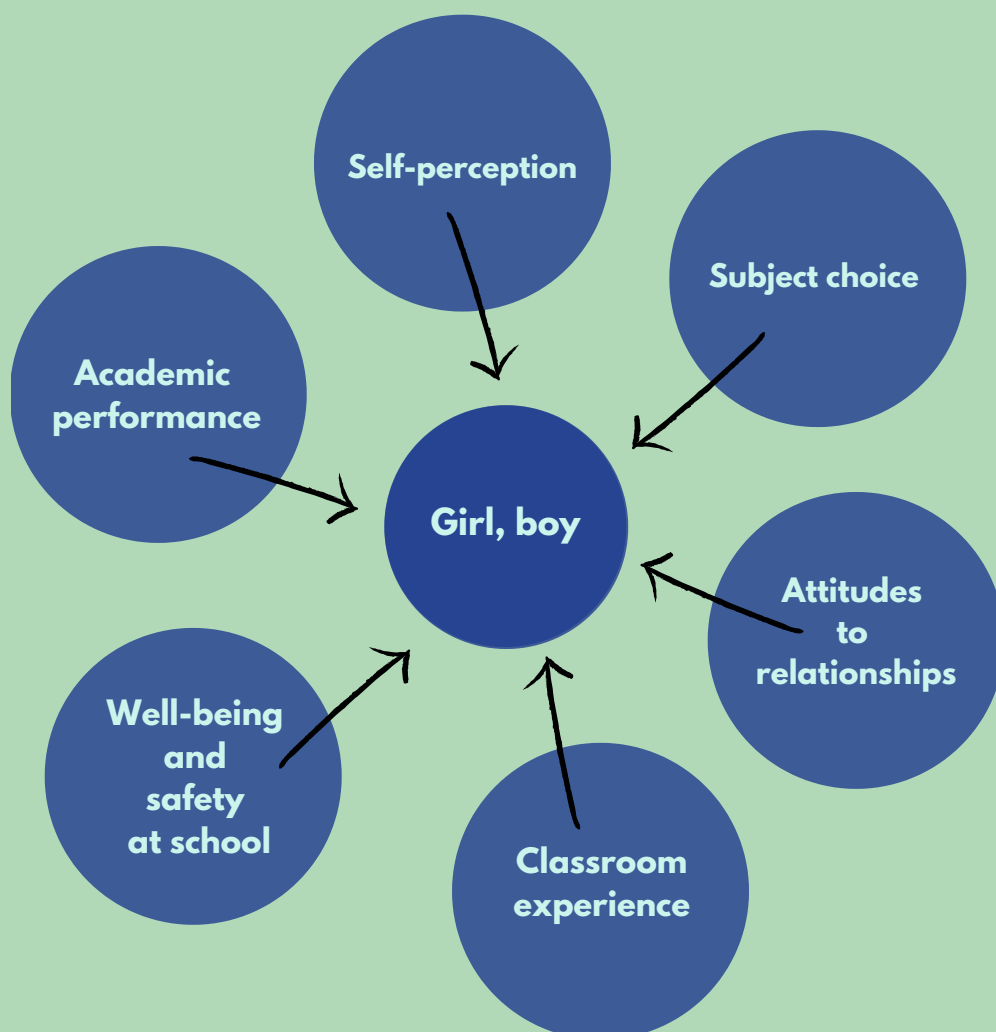 Self-perception
Subject choice
Academic
performance
Girl, boy
Attitudes
to
relationships
Well-being
and
safety
at school
Classroom
experience